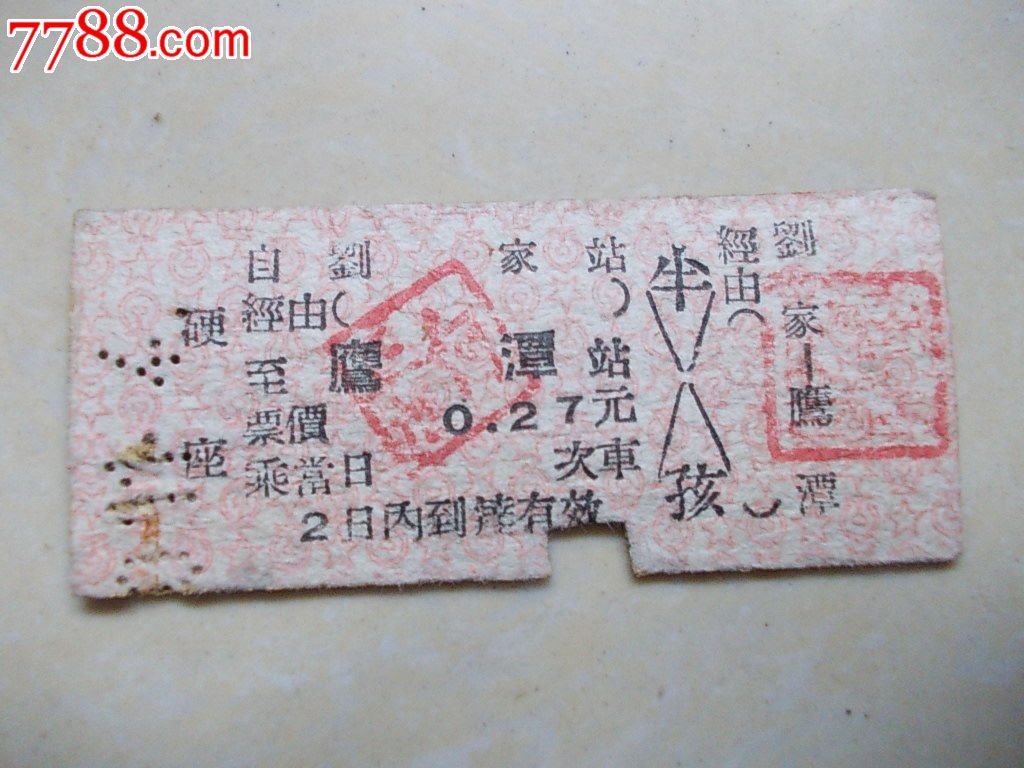 7788.com
自劉家站
經由( )
至鷹潭站
票價0.27元
乘當日 次車
2日内到達有效
硬座
半
孩
經由( )
劉家—鷹潭